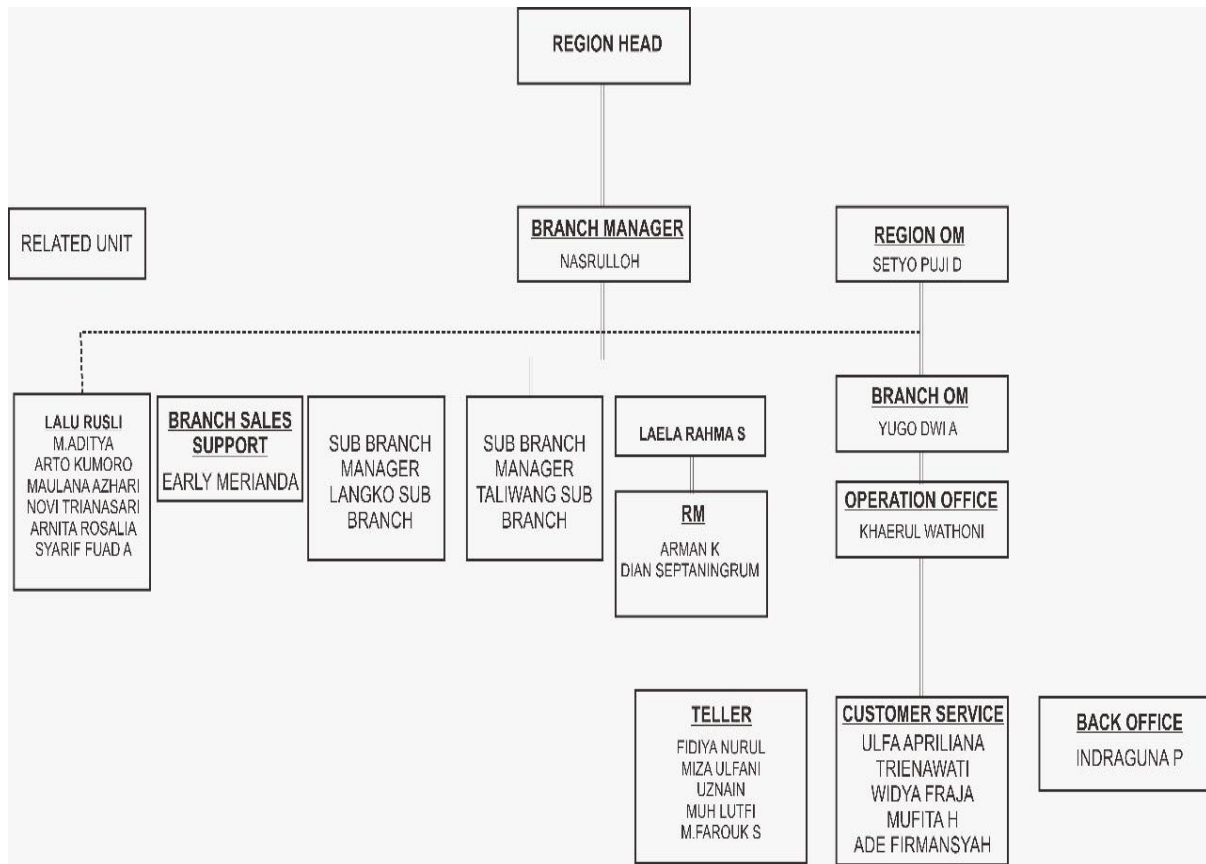 REGION HEAD
RELATED UNIT
BRANCH MANAGER
NASRULLOH
REGION OM
SETYO PUJI D
LALU RUSLI
M.ADITYA
ARTO KUMORO
MAULANA AZHARI
NOVI TRIANASARI
ARNITA ROSALIA
SYARIF FUAD A
BRANCH SALES
SUPPORT
EARLY MERIANDA
SUB BRANCH
MANAGER
LANGKO SUB
BRANCH
SUB BRANCH
MANAGER
TALIWANG SUB
BRANCH
LAELA RAHMA S
RM
ARMAN K
DIAN SEPTANINGRUM
BRANCH OM
YUGO DWI A
OPERATION OFFICE
KHAERUL WATHONI
TELLER
FIDIYA NURUL
MIZA ULFANI
UZNAIN
MUH LUTFI
M.FAROUK S
CUSTOMER SERVICE
ULFA APRILIANA
TRIENAWATI
WIDYA FRAJA
MUFITA H
ADE FIRMANSYAH
BACK OFFICE
INDRAGUNA P